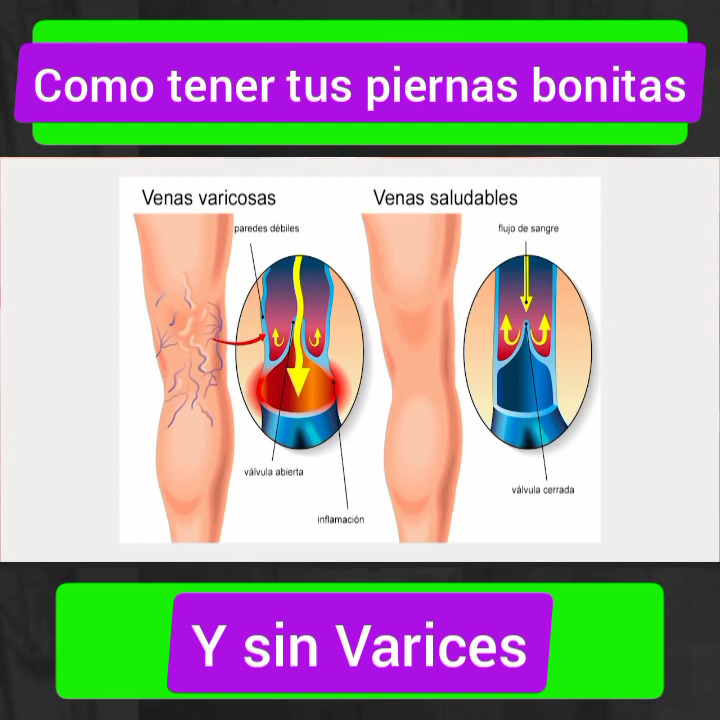 Como tener tus piernas bonitas
Venas varicosas
Venas saludables
paredes débiles
flujo de sangre
válvula abierta
válvula cerrada
inflamación
Y sin Varices